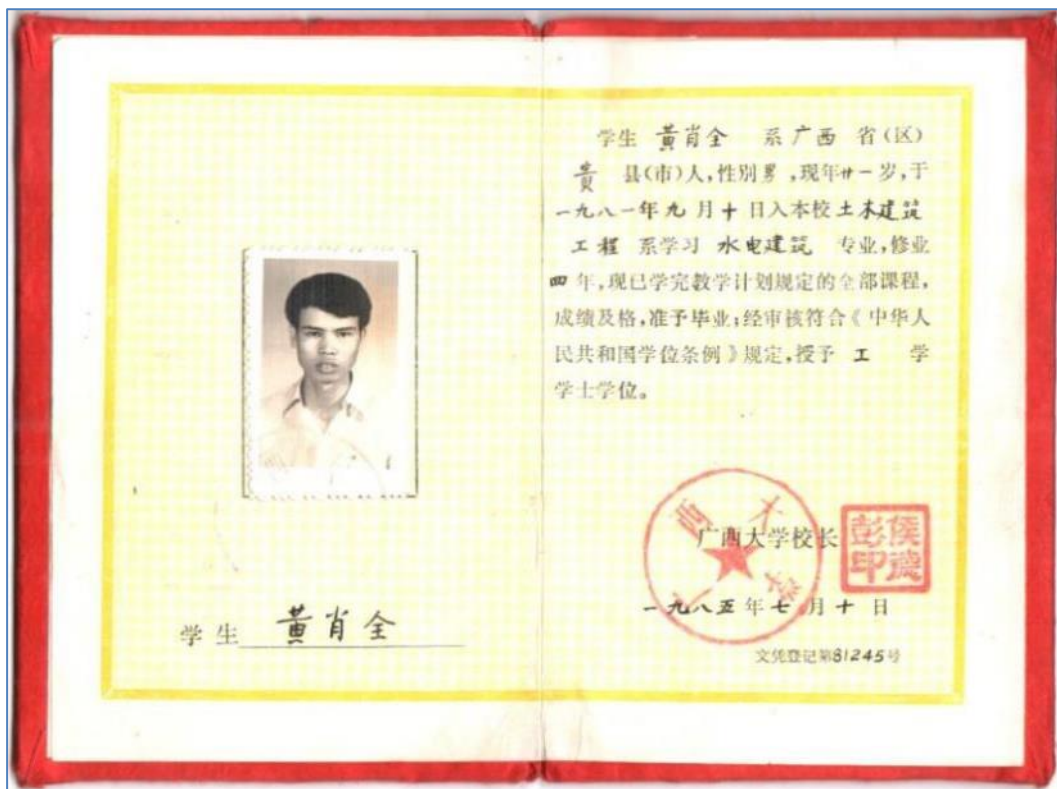 学生 黄肖全
学生 黄肖全 系广西 省(区)
贵 县(市)人,性别男,现年廿一岁,于
一九八一年九月十日入本校土木建筑
工程 系学习 水电建筑 专业,修业
四年,现已学完教学计划规定的全部课程,
成绩及格,准予毕业;经审核符合《中华人
民共和国学位条例》规定,授予 工 学
学士学位。
广西大学校长
侯德彭印
广西大学
一九八五年七月十日
文凭登记第81245号